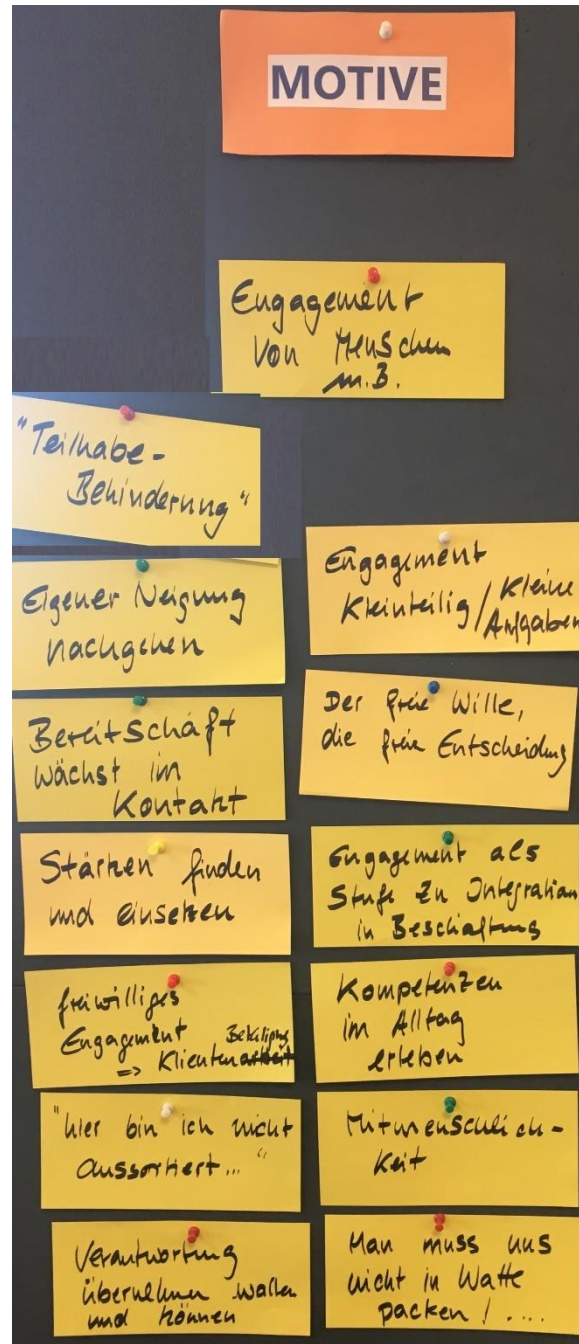 MOTIVE
Engagement
von Menschen
m.B.
"Teilhabe-
Behinderung"
Eigener Neigung
nachgehen
Bereitschaft
wächst im
Kontakt
Stärken finden
und einsetzen
freiwilliges
Engagement Beteiligung
=> Klientenarbeit
"hier bin ich nicht
aussortiert..."
Verantwortung
übernehmen wollen
und können
Engagement
Kleinteilig / Kleine
Aufgaben
Der freie Wille,
die freie Entscheidung
Engagement als
Stufe zu Integration
in Beschäftung
Kompetenzen
im Alltag
erleben
Mitmenschlich-
keit
Man muss uns
nicht in Watte
packen! ....